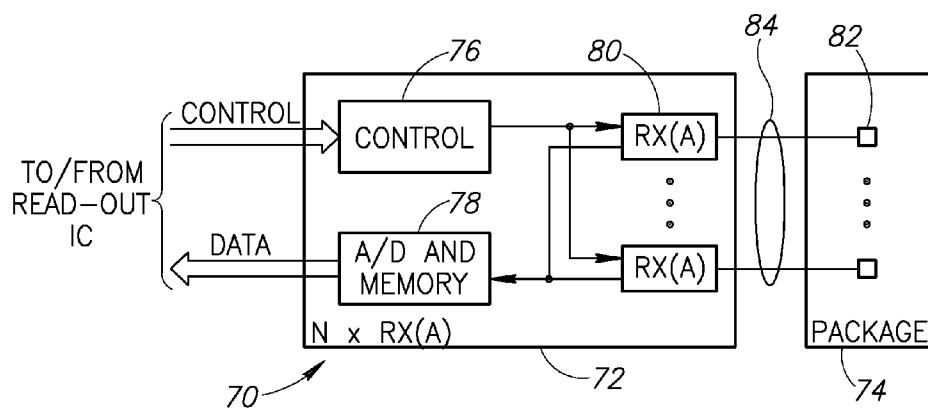 76
80
84
82
CONTROL
CONTROL
RX(A)
TO/FROM
READ-OUT
IC
78
DATA
A/D AND
MEMORY
RX(A)
N x RX(A)
PACKAGE
70
72
74